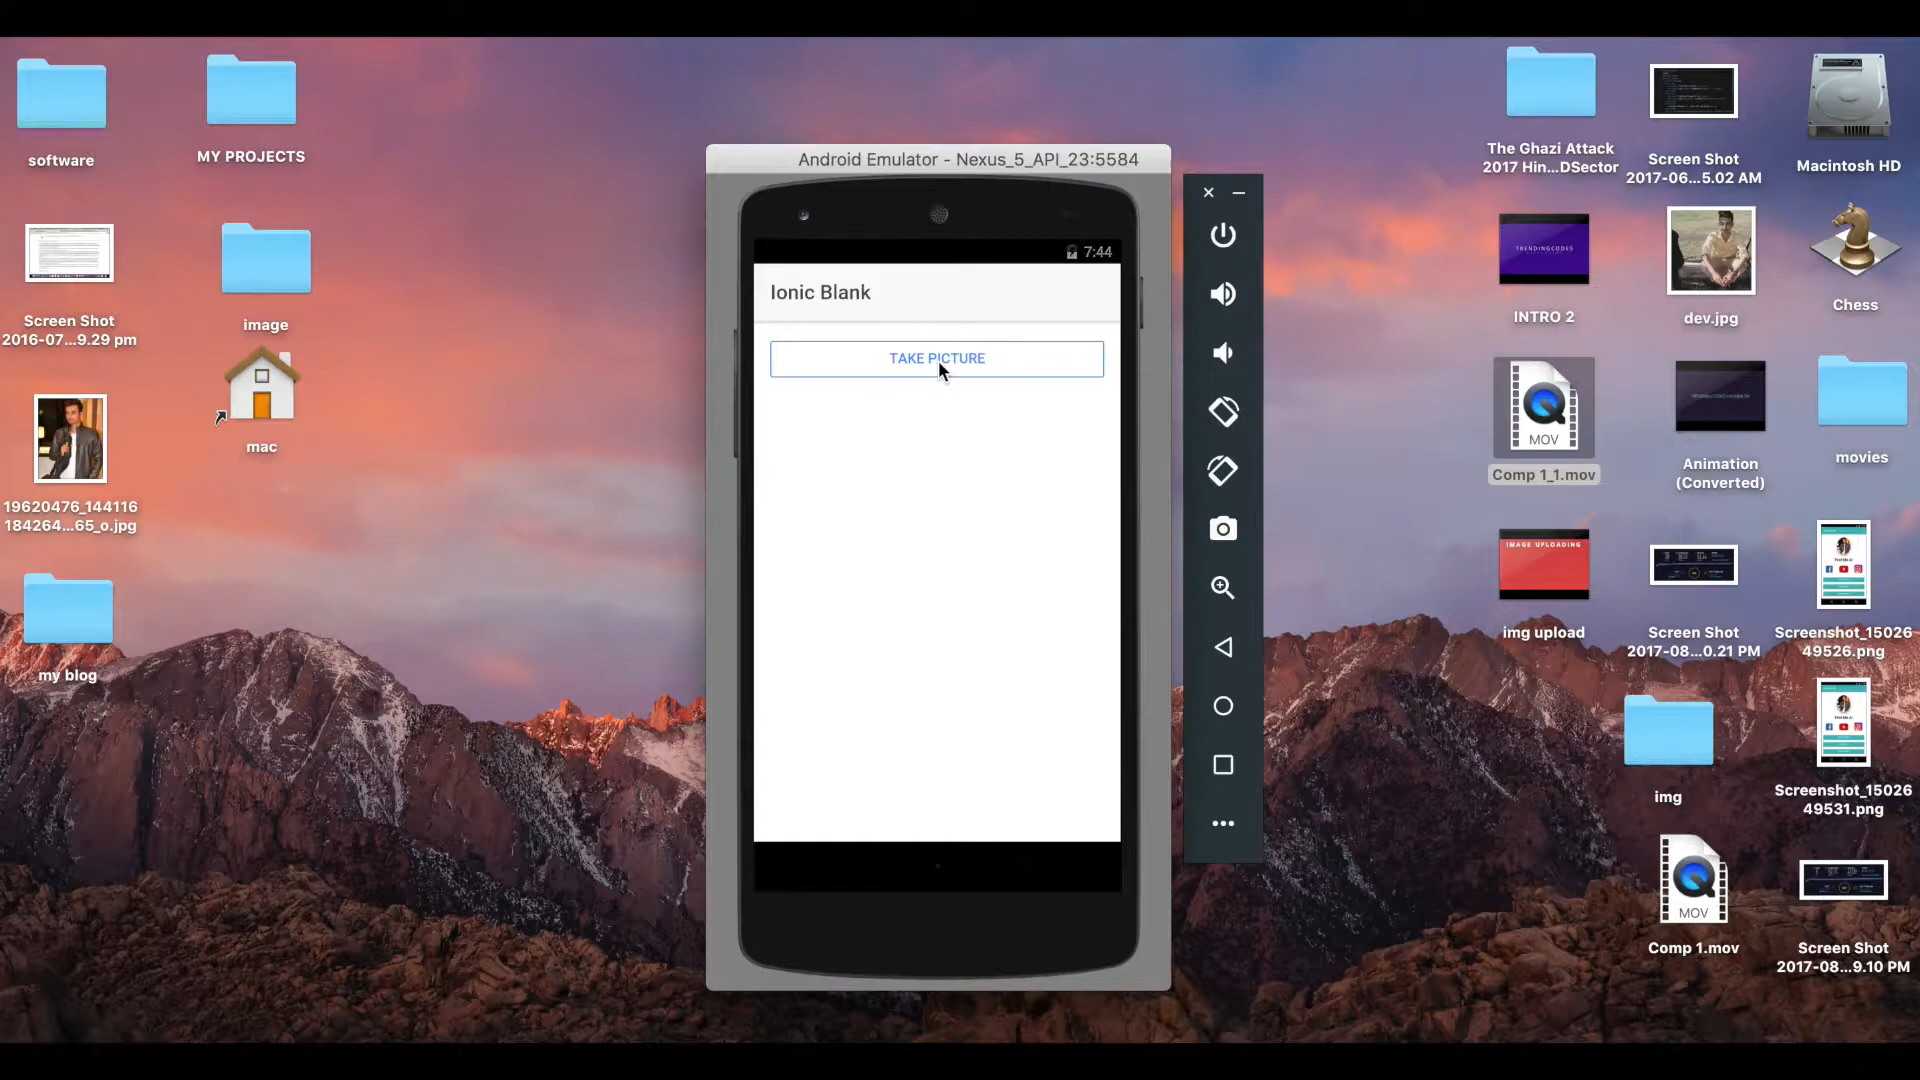 software
MY PROJECTS
Screen Shot
2016-07...9.29 pm
image
19620476_144116
184264...65_o.jpg
mac
my blog
Android Emulator - Nexus_5_API_23:5584
7:44
Ionic Blank
TAKE PICTURE
The Ghazi Attack
2017 Hin...DSector
Screen Shot
2017-06...5.02 AM
Macintosh HD
TRENDINGCODES
INTRO 2
dev.jpg
Chess
MOV
Comp 1_1.mov
Animation
(Converted)
movies
IMAGE UPLOADING
img upload
Screen Shot
2017-08...0.21 PM
Screenshot_15026
49526.png
img
Screenshot_15026
49531.png
MOV
Comp 1.mov
Screen Shot
2017-08...9.10 PM